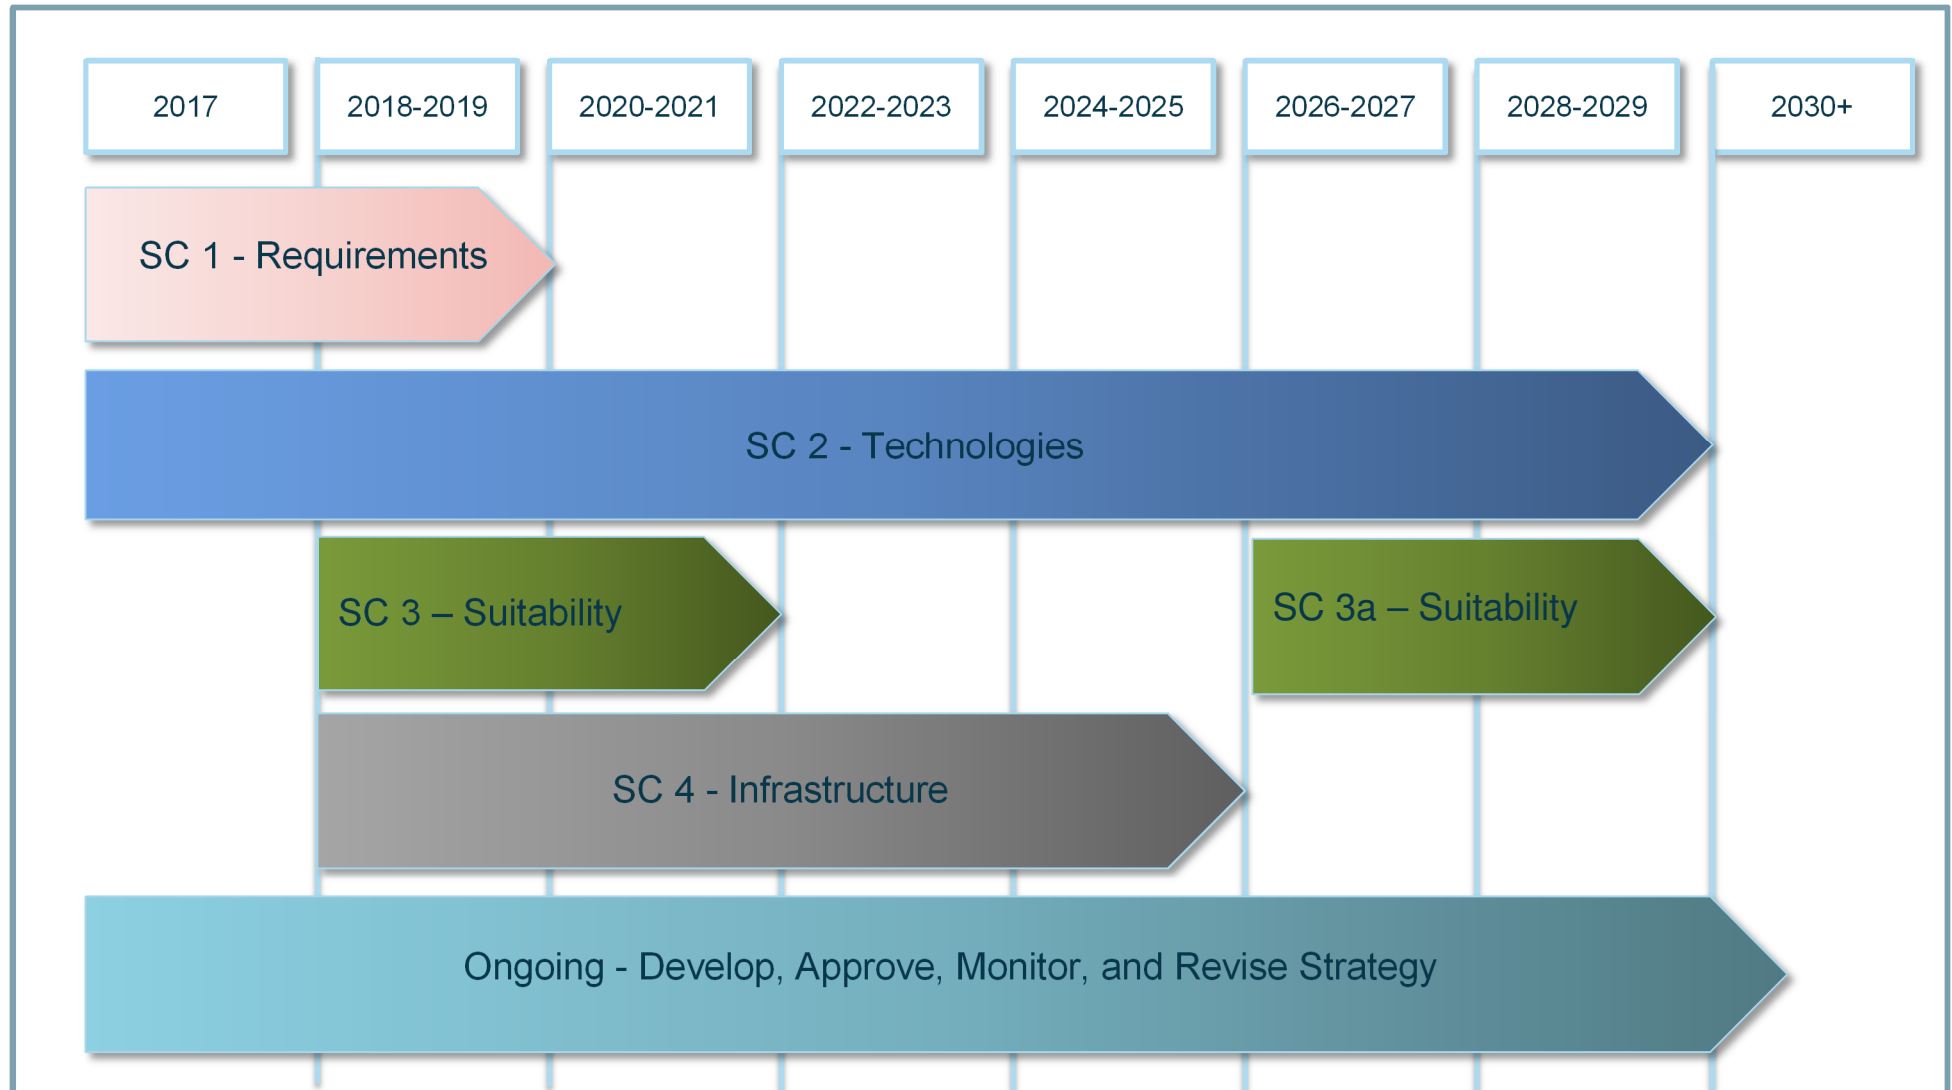 2017
2018-2019
2020-2021
2022-2023
2024-2025
2026-2027
2028-2029
2030+
SC 1 - Requirements
SC 2 - Technologies
SC 3 – Suitability
SC 3a – Suitability
SC 4 - Infrastructure
Ongoing - Develop, Approve, Monitor, and Revise Strategy